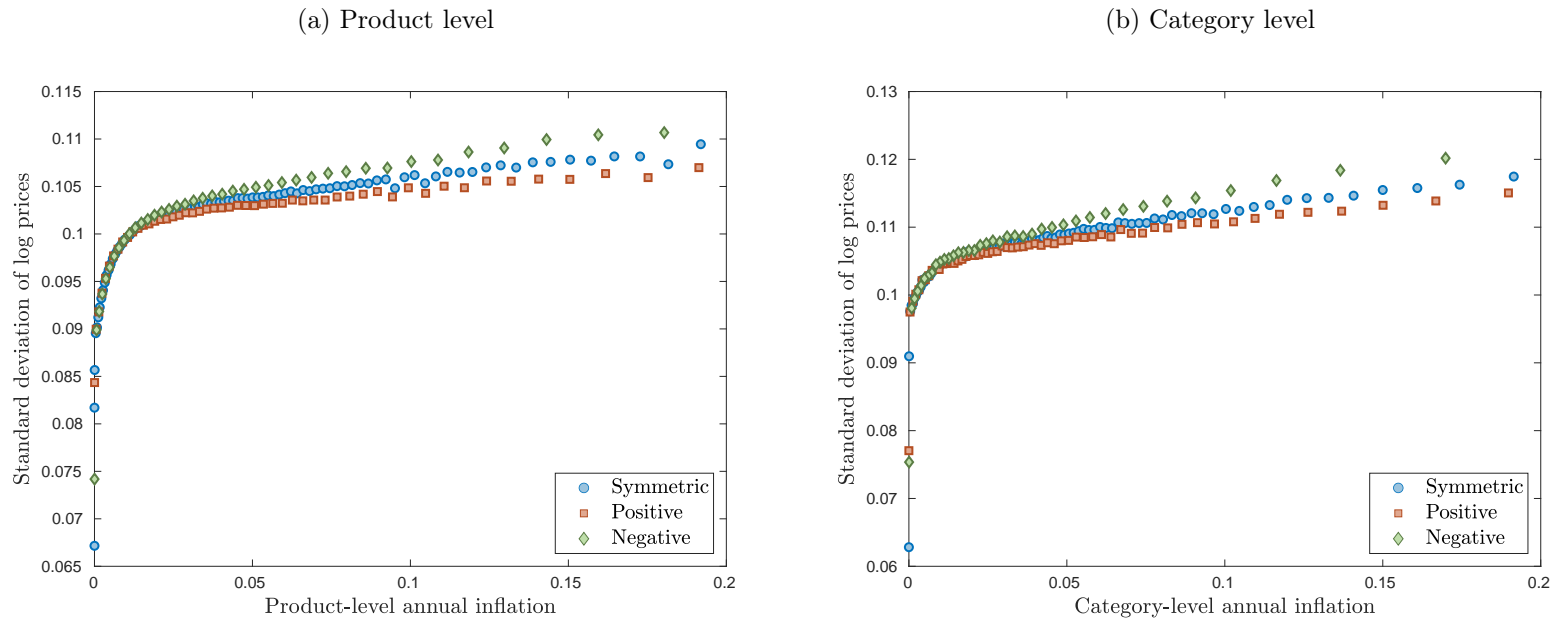 (a) Product level
Standard deviation of log prices
0.115
0.11
0.105
0.1
0.095
0.09
0.085
0.08
0.075
0.07
0.065
0
0.05
0.1
0.15
0.2
Product-level annual inflation
Symmetric
Positive
Negative
(b) Category level
Standard deviation of log prices
0.13
0.12
0.11
0.1
0.09
0.08
0.07
0.06
0
0.05
0.1
0.15
0.2
Category-level annual inflation
Symmetric
Positive
Negative